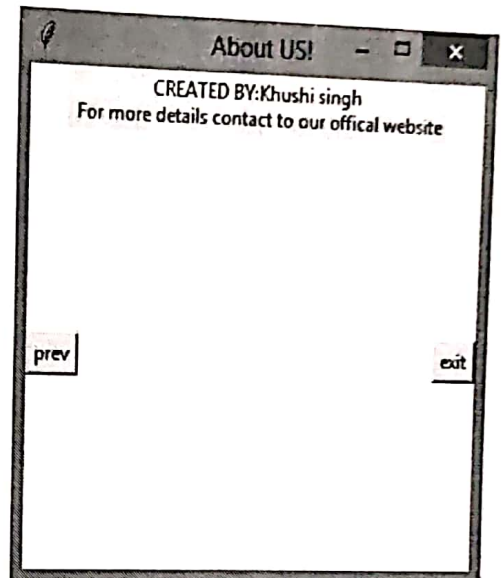 About US!
CREATED BY:Khushi singh
For more details contact to our offical website
prev
exit